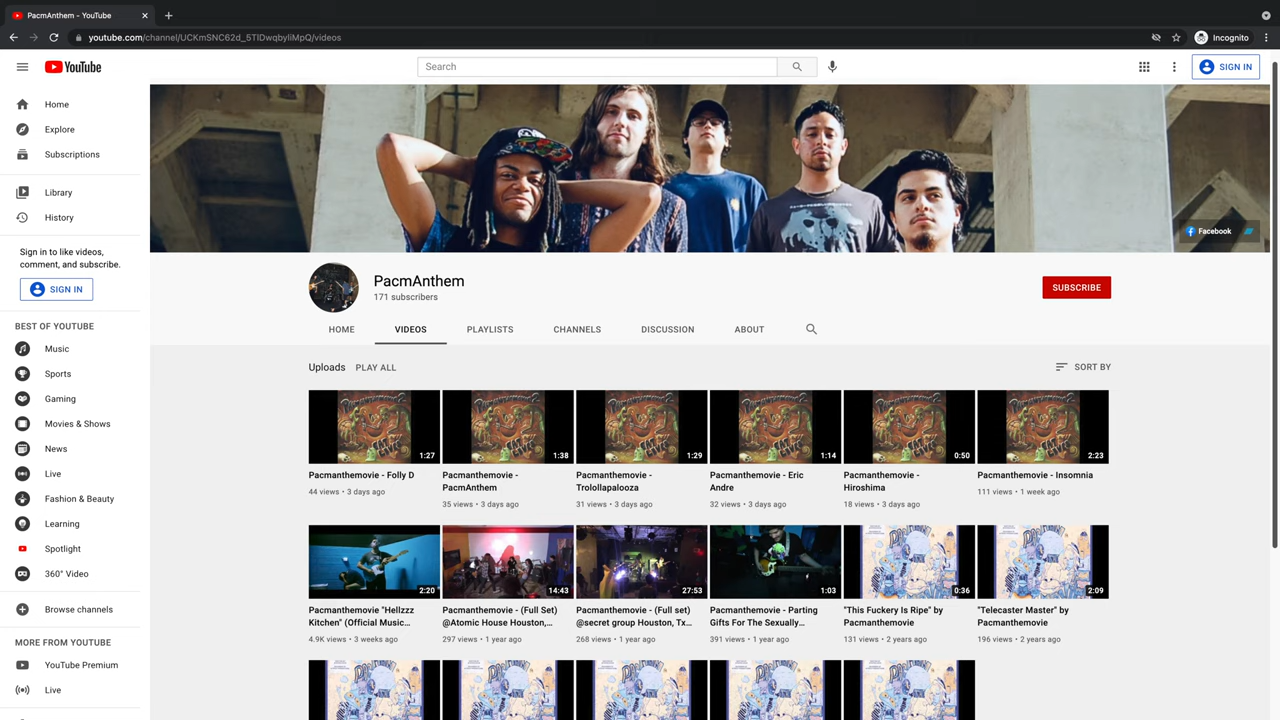 PacmAnthem - YouTube
youtube.com/channel/UCKmSNC62d_5TIDwqbyliMpQ/videos
Incognito
YouTube
Search
SIGN IN
Home
Explore
Subscriptions
Library
History
Sign in to like videos,
comment, and subscribe.
SIGN IN
BEST OF YOUTUBE
Music
Sports
Gaming
Movies & Shows
News
Live
Fashion & Beauty
Learning
Spotlight
360° Video
Browse channels
MORE FROM YOUTUBE
YouTube Premium
Live
Facebook
PacmAnthem
171 subscribers
SUBSCRIBE
HOME
VIDEOS
PLAYLISTS
CHANNELS
DISCUSSION
ABOUT
Uploads
PLAY ALL
SORT BY
1:27
Pacmanthemovie - Folly D
44 views • 3 days ago
1:38
Pacmanthemovie -
PacmAnthem
35 views • 3 days ago
1:29
Pacmanthemovie -
Trolollapalooza
31 views • 3 days ago
1:14
Pacmanthemovie - Eric
Andre
32 views • 3 days ago
0:50
Pacmanthemovie -
Hiroshima
18 views • 3 days ago
2:23
Pacmanthemovie - Insomnia
111 views • 1 week ago
2:20
Pacmanthemovie "Hellzzz
Kitchen" (Official Music...
4.9K views • 3 weeks ago
14:43
Pacmanthemovie - (Full Set)
@Atomic House Houston,...
297 views • 1 year ago
27:53
Pacmanthemovie - (Full set)
@secret group Houston, Tx...
268 views • 1 year ago
1:03
Pacmanthemovie - Parting
Gifts For The Sexually...
391 views • 1 year ago
0:36
"This Fuckery Is Ripe" by
Pacmanthemovie
131 views • 2 years ago
2:09
"Telecaster Master" by
Pacmanthemovie
196 views • 2 years ago